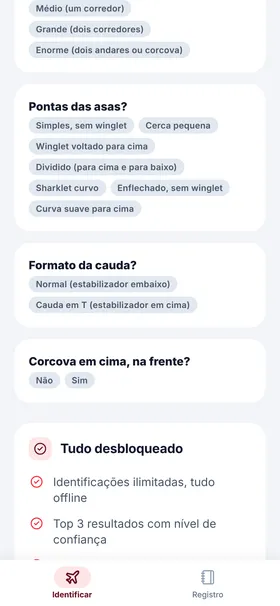 Médio (um corredor)
Grande (dois corredores)
Enorme (dois andares ou corcova)
Pontas das asas?
Simples, sem winglet Cerca pequena
Winglet voltado para cima
Dividido (para cima e para baixo)
Sharklet curvo Enflechado, sem winglet
Curva suave para cima
Formato da cauda?
Normal (estabilizador embaixo)
Cauda em T (estabilizador em cima)
Corcova em cima, na frente?
Não Sim
Tudo desbloqueado
Identificações ilimitadas, tudo
offline
Top 3 resultados com nível de
confiança
Identificar Registro